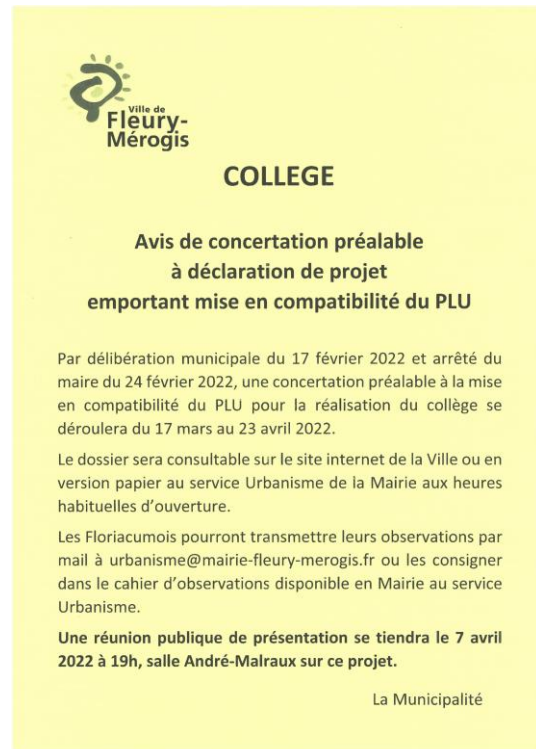 Ville de
Fleury-
Mérogis
COLLEGE
Avis de concertation préalable
à déclaration de projet
emportant mise en compatibilité du PLU
Par délibération municipale du 17 février 2022 et arrêté du
maire du 24 février 2022, une concertation préalable à la mise
en compatibilité du PLU pour la réalisation du collège se
déroulera du 17 mars au 23 avril 2022.
Le dossier sera consultable sur le site internet de la Ville ou en
version papier au service Urbanisme de la Mairie aux heures
habituelles d’ouverture.
Les Floriacumois pourront transmettre leurs observations par
mail à urbanisme@mairie-fleury-merogis.fr ou les consigner
dans le cahier d’observations disponible en Mairie au service
Urbanisme.
Une réunion publique de présentation se tiendra le 7 avril
2022 à 19h, salle André-Malraux sur ce projet.
La Municipalité